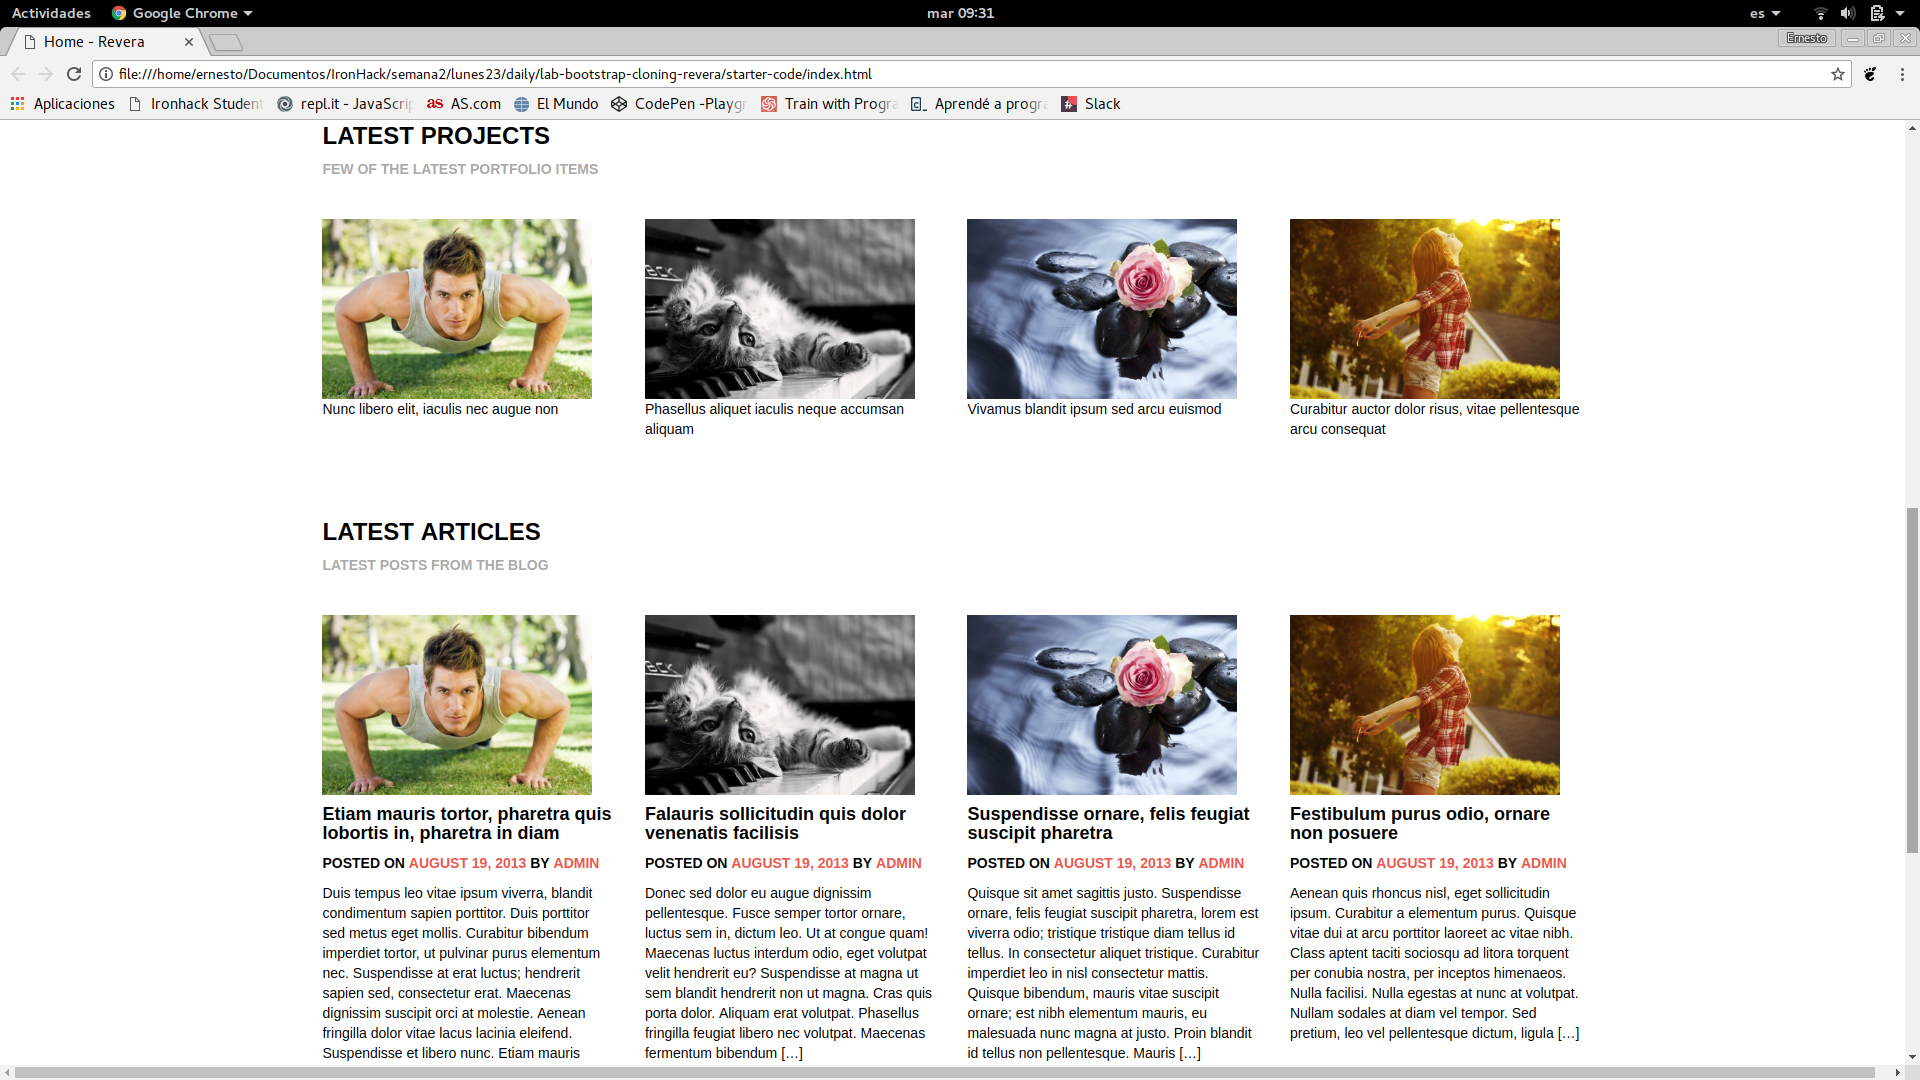 Actividades
Google Chrome
mar 09:31
es
Home - Revera
Ernesto
file:///home/ernesto/Documentos/IronHack/semana2/lunes23/daily/lab-bootstrap-cloning-revera/starter-code/index.html
Aplicaciones
Ironhack Student
repl.it - JavaScrip
AS.com
El Mundo
CodePen -Playgr
Train with Progra
Aprendé a progra
Slack
LATEST PROJECTS
FEW OF THE LATEST PORTFOLIO ITEMS
Nunc libero elit, iaculis nec augue non
Phasellus aliquet iaculis neque accumsan
aliquam
Vivamus blandit ipsum sed arcu euismod
Curabitur auctor dolor risus, vitae pellentesque
arcu consequat
LATEST ARTICLES
LATEST POSTS FROM THE BLOG
Etiam mauris tortor, pharetra quis
lobortis in, pharetra in diam
POSTED ON AUGUST 19, 2013 BY ADMIN
Duis tempus leo vitae ipsum viverra, blandit
condimentum sapien porttitor. Duis porttitor
sed metus eget mollis. Curabitur bibendum
imperdiet tortor, ut pulvinar purus elementum
nec. Suspendisse at erat luctus; hendrerit
sapien sed, consectetur erat. Maecenas
dignissim suscipit orci at molestie. Aenean
fringilla dolor vitae lacus lacinia eleifend.
Suspendisse et libero nunc. Etiam mauris
Falauris sollicitudin quis dolor
venenatis facilisis
POSTED ON AUGUST 19, 2013 BY ADMIN
Donec sed dolor eu augue dignissim
pellentesque. Fusce semper tortor ornare,
luctus sem in, dictum leo. Ut at congue quam!
Maecenas luctus interdum odio, eget volutpat
velit hendrerit eu? Suspendisse at magna ut
sem blandit hendrerit non ut magna. Cras quis
porta dolor. Aliquam erat volutpat. Phasellus
fringilla feugiat libero nec volutpat. Maecenas
fermentum bibendum [...]
Suspendisse ornare, felis feugiat
suscipit pharetra
POSTED ON AUGUST 19, 2013 BY ADMIN
Quisque sit amet sagittis justo. Suspendisse
ornare, felis feugiat suscipit pharetra, lorem est
viverra odio; tristique tristique diam tellus id
tellus. In consectetur aliquet tristique. Curabitur
imperdiet leo in nisl consectetur mattis.
Quisque bibendum, mauris vitae suscipit
ornare; est nibh elementum mauris, eu
malesuada nunc magna at justo. Proin blandit
id tellus non pellentesque. Mauris [...]
Festibulum purus odio, ornare
non posuere
POSTED ON AUGUST 19, 2013 BY ADMIN
Aenean quis rhoncus nisl, eget sollicitudin
ipsum. Curabitur a elementum purus. Quisque
vitae dui at arcu porttitor laoreet ac vitae nibh.
Class aptent taciti sociosqu ad litora torquent
per conubia nostra, per inceptos himenaeos.
Nulla facilisi. Nulla egestas at nunc at volutpat.
Nullam sodales at diam vel tempor. Sed
pretium, leo vel pellentesque dictum, ligula [...]